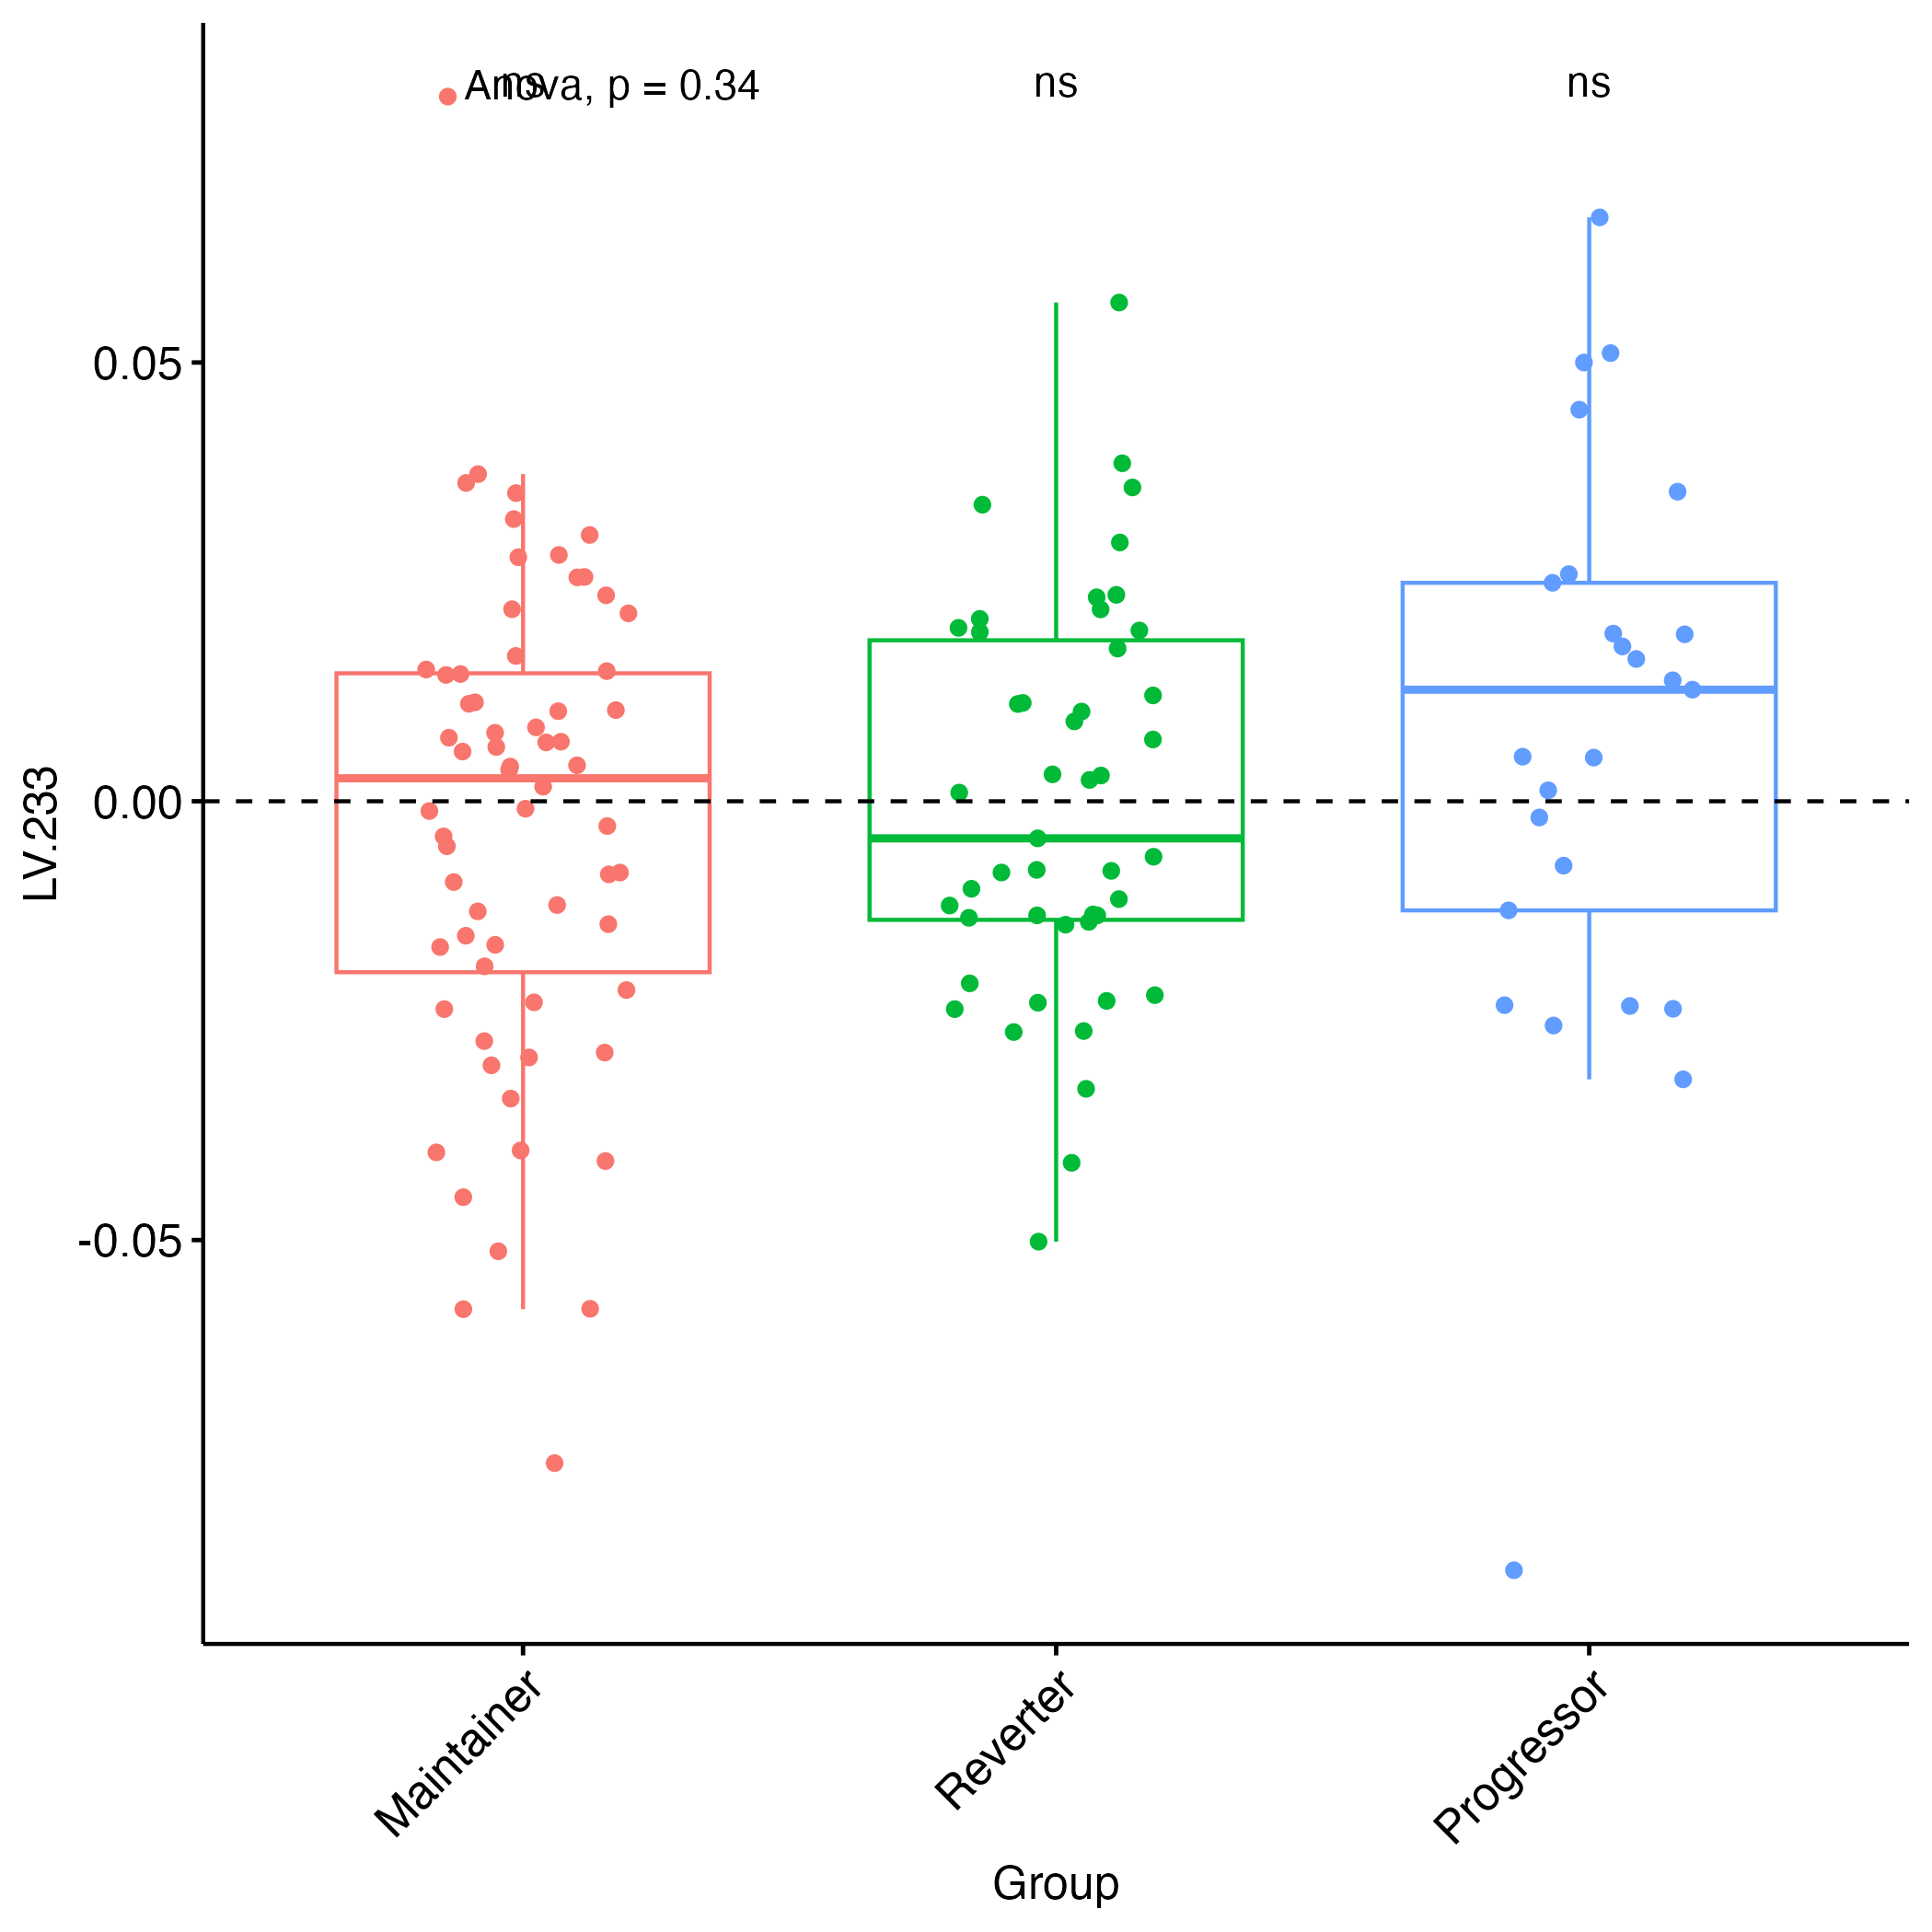 Anova, p = 0.34
ns
ns
ns
0.05
0.00
-0.05
LV.233
Maintainer
Reverter
Progressor
Group